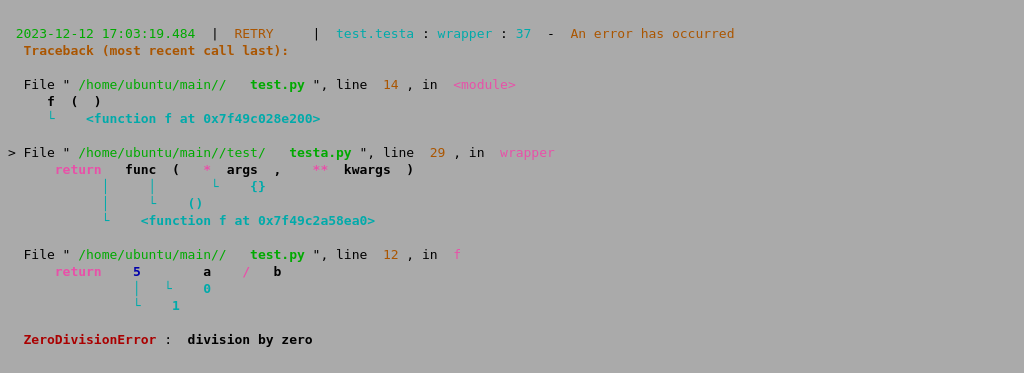 2023-12-12 17:03:19.484 | RETRY | test.testa : wrapper : 37 - An error has occurred
Traceback (most recent call last):
File " /home/ubuntu/main// test.py ", line 14 , in <module>
f ( )
└ <function f at 0x7f49c028e200>
> File " /home/ubuntu/main//test/ testa.py ", line 29 , in wrapper
return func ( * args , ** kwargs )
│ │ └ {}
│ └ ()
└ <function f at 0x7f49c2a58ea0>
File " /home/ubuntu/main// test.py ", line 12 , in f
return 5 a / b
│ └ 0
└ 1
ZeroDivisionError : division by zero